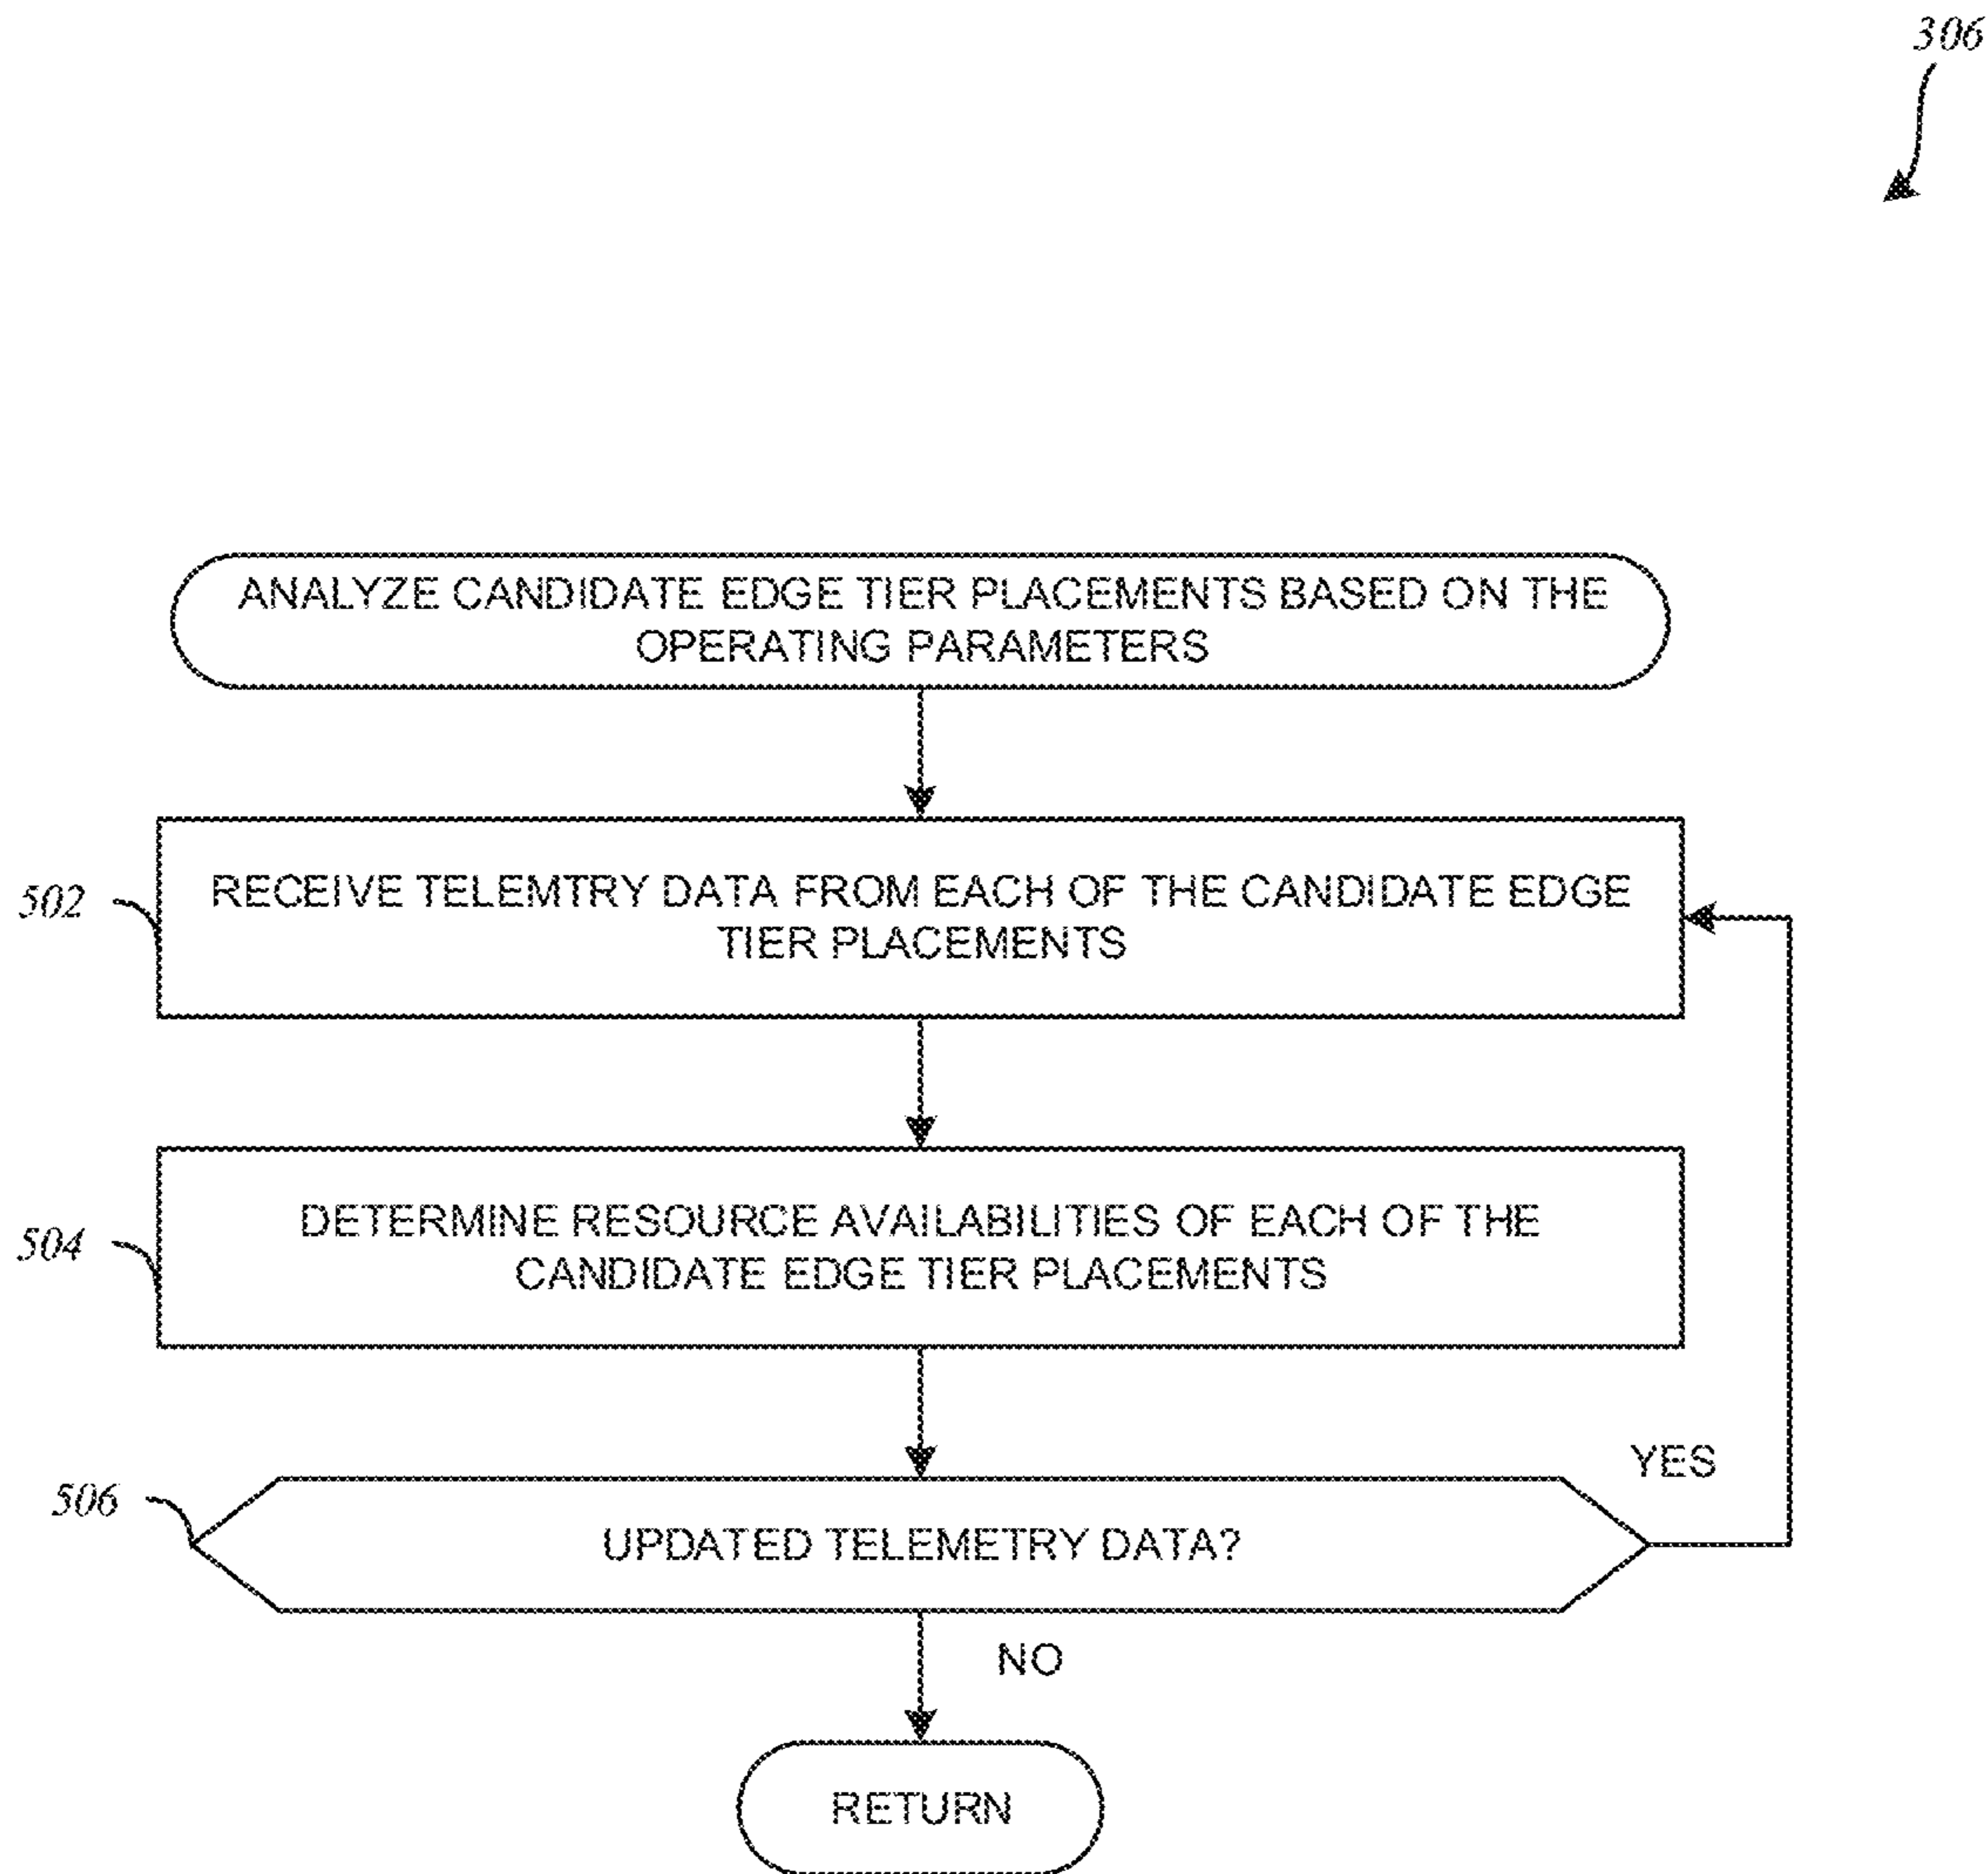 306
ANALYZE CANDIDATE EDGE TIER PLACEMENTS BASED ON THE
OPERATING PARAMETERS
502
RECEIVE TELEMTRY DATA FROM EACH OF THE CANDIDATE EDGE
TIER PLACEMENTS
504
DETERMINE RESOURCE AVAILABILITIES OF EACH OF THE
CANDIDATE EDGE TIER PLACEMENTS
YES
506
UPDATED TELEMETRY DATA?
NO
RETURN